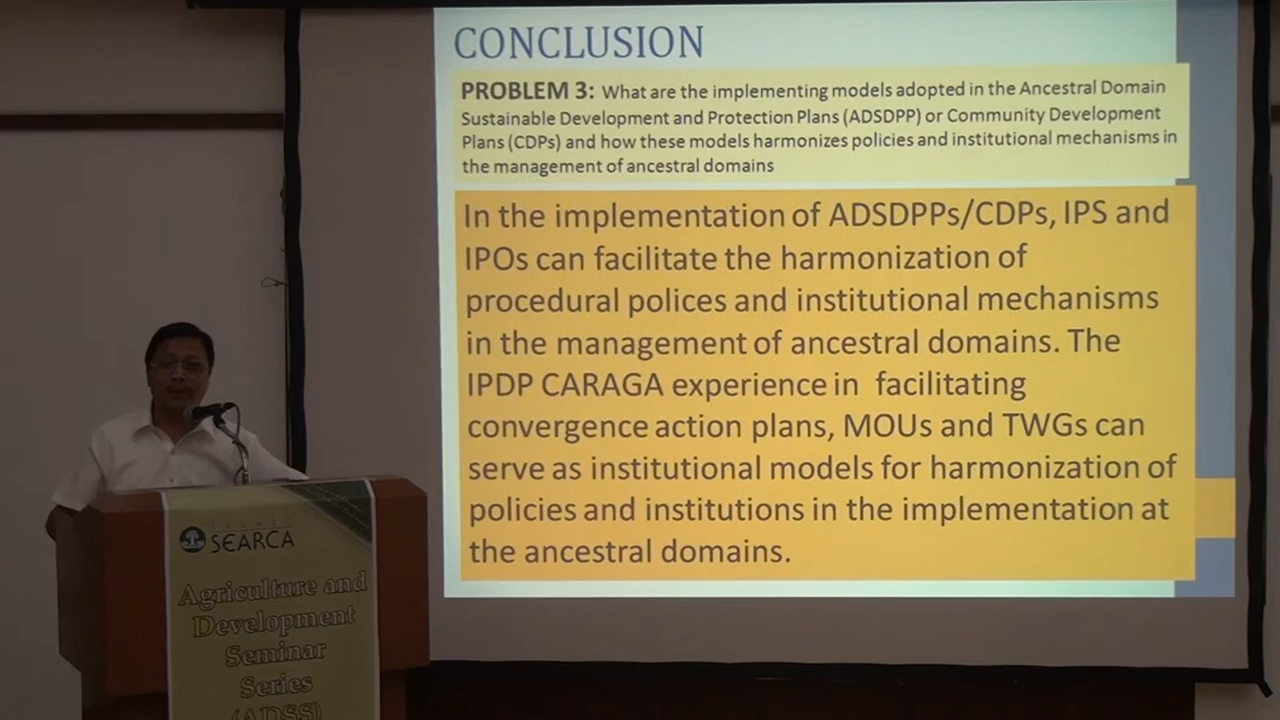 CONCLUSION
PROBLEM 3: What are the implementing models adopted in the Ancestral Domain
Sustainable Development and Protection Plans (ADSDPP) or Community Development
Plans (CDPs) and how these models harmonizes policies and institutional mechanisms in
the management of ancestral domains
In the implementation of ADSDPPs/CDPs, IPS and
IPOs can facilitate the harmonization of
procedural polices and institutional mechanisms
in the management of ancestral domains. The
IPDP CARAGA experience in facilitating
convergence action plans, MOUs and TWGs can
serve as institutional models for harmonization of
policies and institutions in the implementation at
the ancestral domains.
SEARCA
Agriculture and
Development
Seminar
Series
(ADSS)